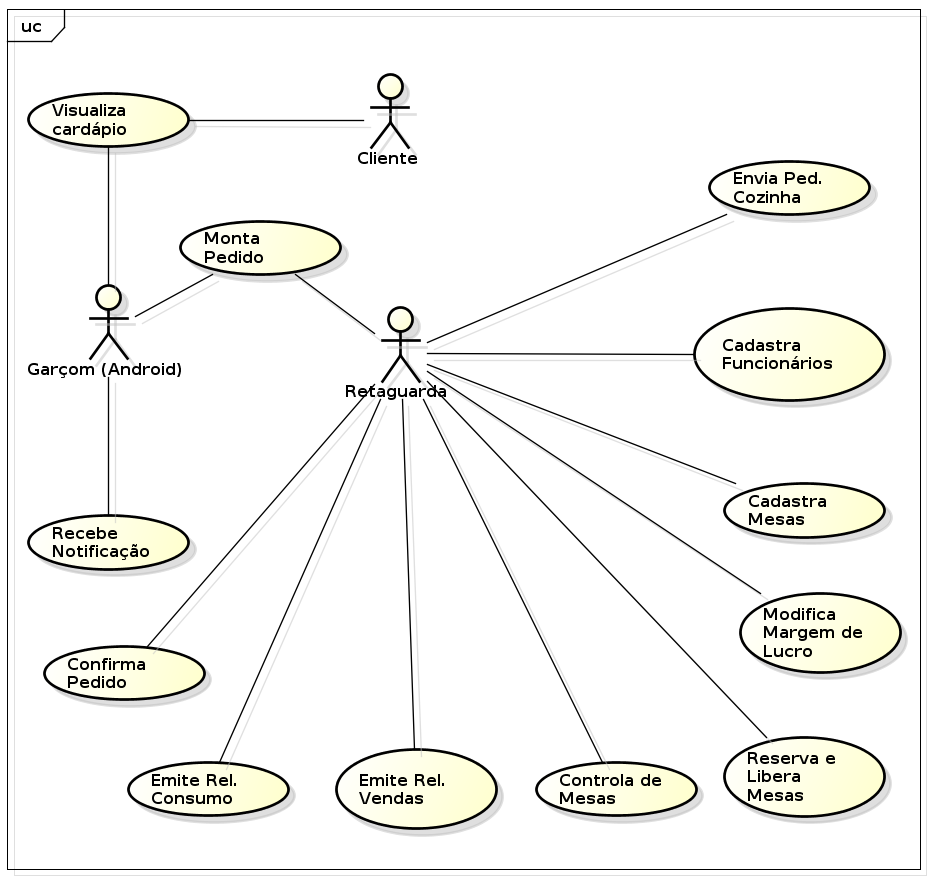 uc
Visualiza
cardápio
Cliente
Envia Ped.
Cozinha
Monta
Pedido
Cadastra
Funcionários
Garçom (Android)
Retaguarda
Cadastra
Mesas
Recebe
Notificação
Modifica
Margem de
Lucro
Confirma
Pedido
Emite Rel.
Consumo
Emite Rel.
Vendas
Controla de
Mesas
Reserva e
Libera
Mesas